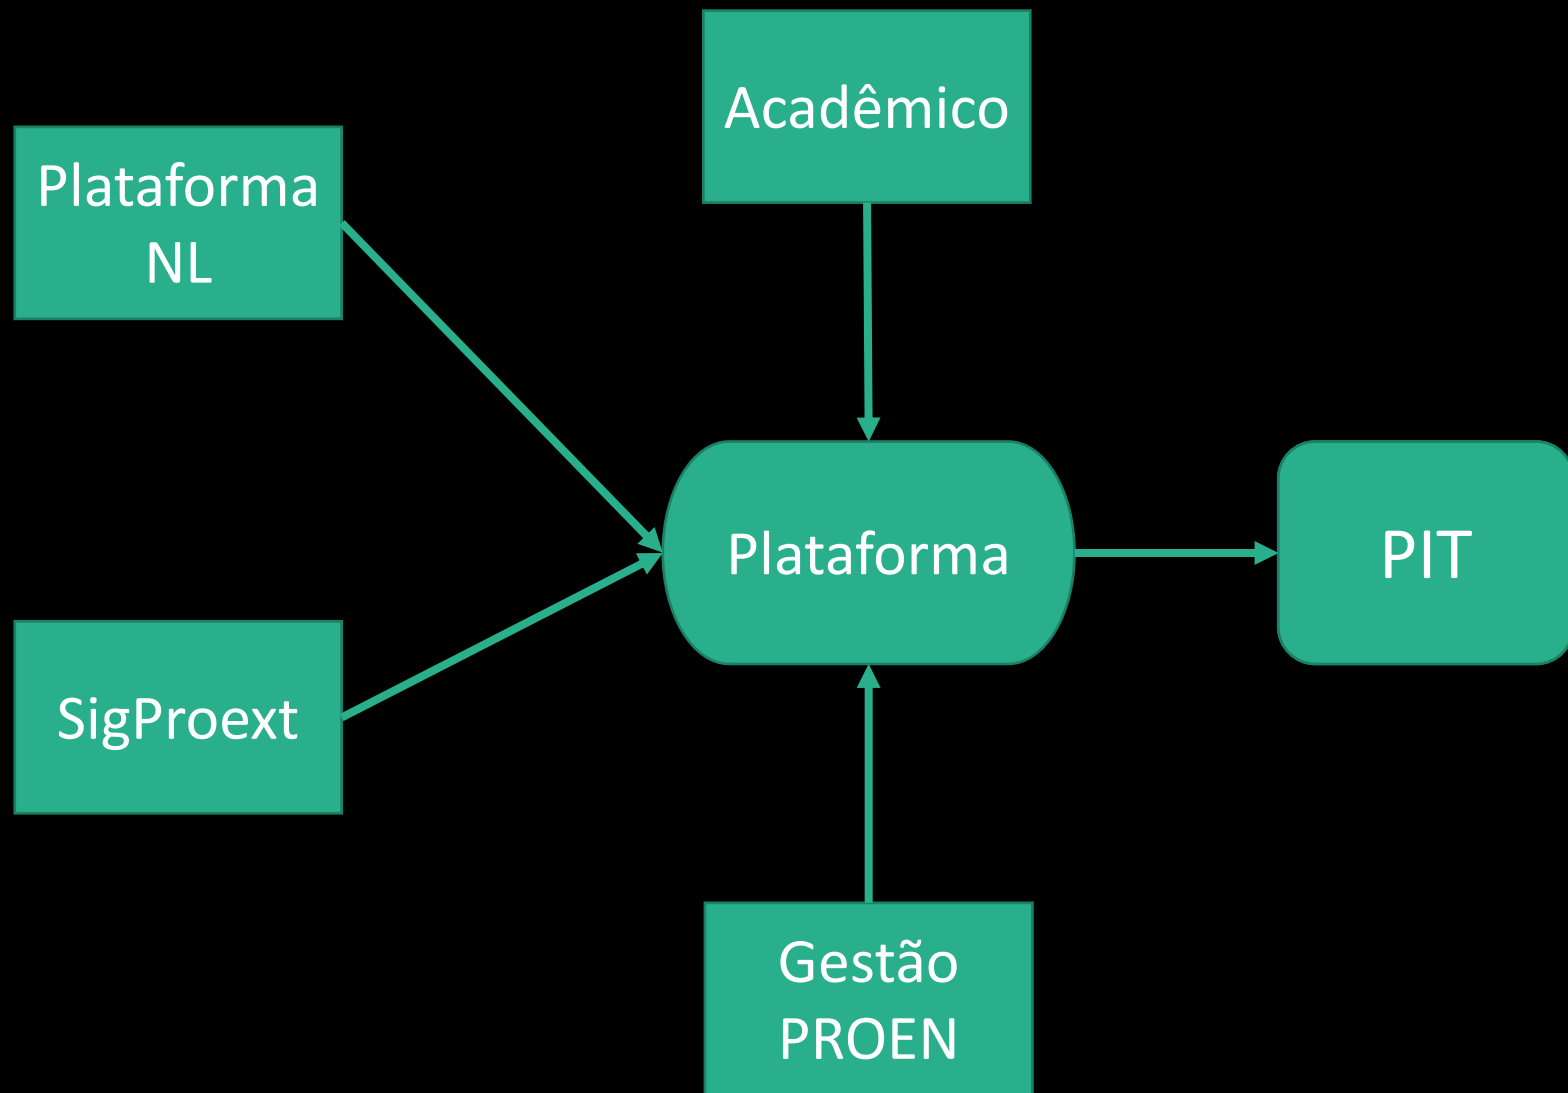 Acadêmico
Plataforma
NL
Plataforma
PIT
SigProext
Gestão
PROEN